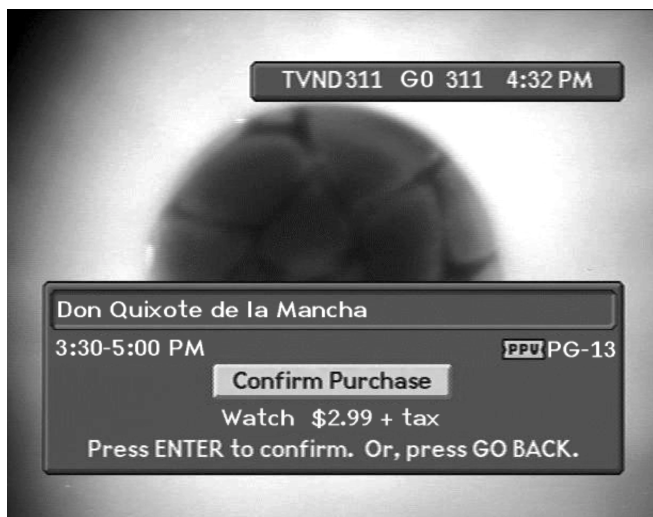 TVND311 G0 311 4:32 PM
Don Quixote de la Mancha
3:30-5:00 PM PPV PG-13
Confirm Purchase
Watch $2.99 + tax
Press ENTER to confirm. Or, press GO BACK.